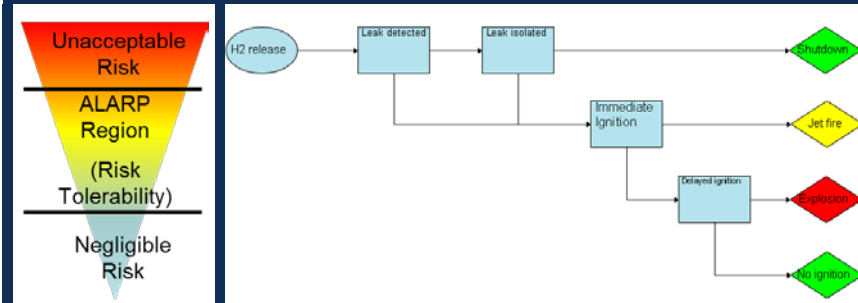 Unacceptable
Risk
ALARP
Region
(Risk
Tolerability)
Negligible
Risk
H2 release
Leak detected
Leak isolated
Shutdown
Immediate
Ignition
Jet fire
Delayed ignition
Explosion
No ignition